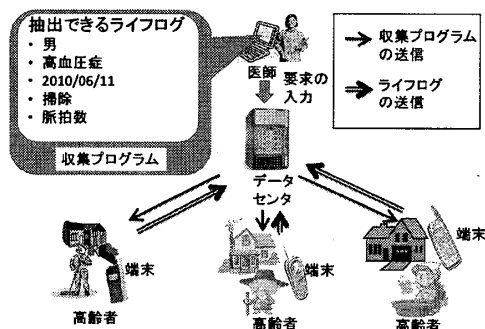 抽出できるライフログ
・ 男
・ 高血圧症
・ 2010/06/11
・ 掃除
・ 脈拍数
収集プログラム
医師
要求の
入力
収集プログラム
の送信
ライフログ
の送信
データ
センタ
端末
高齢者
端末
高齢者
端末
高齢者